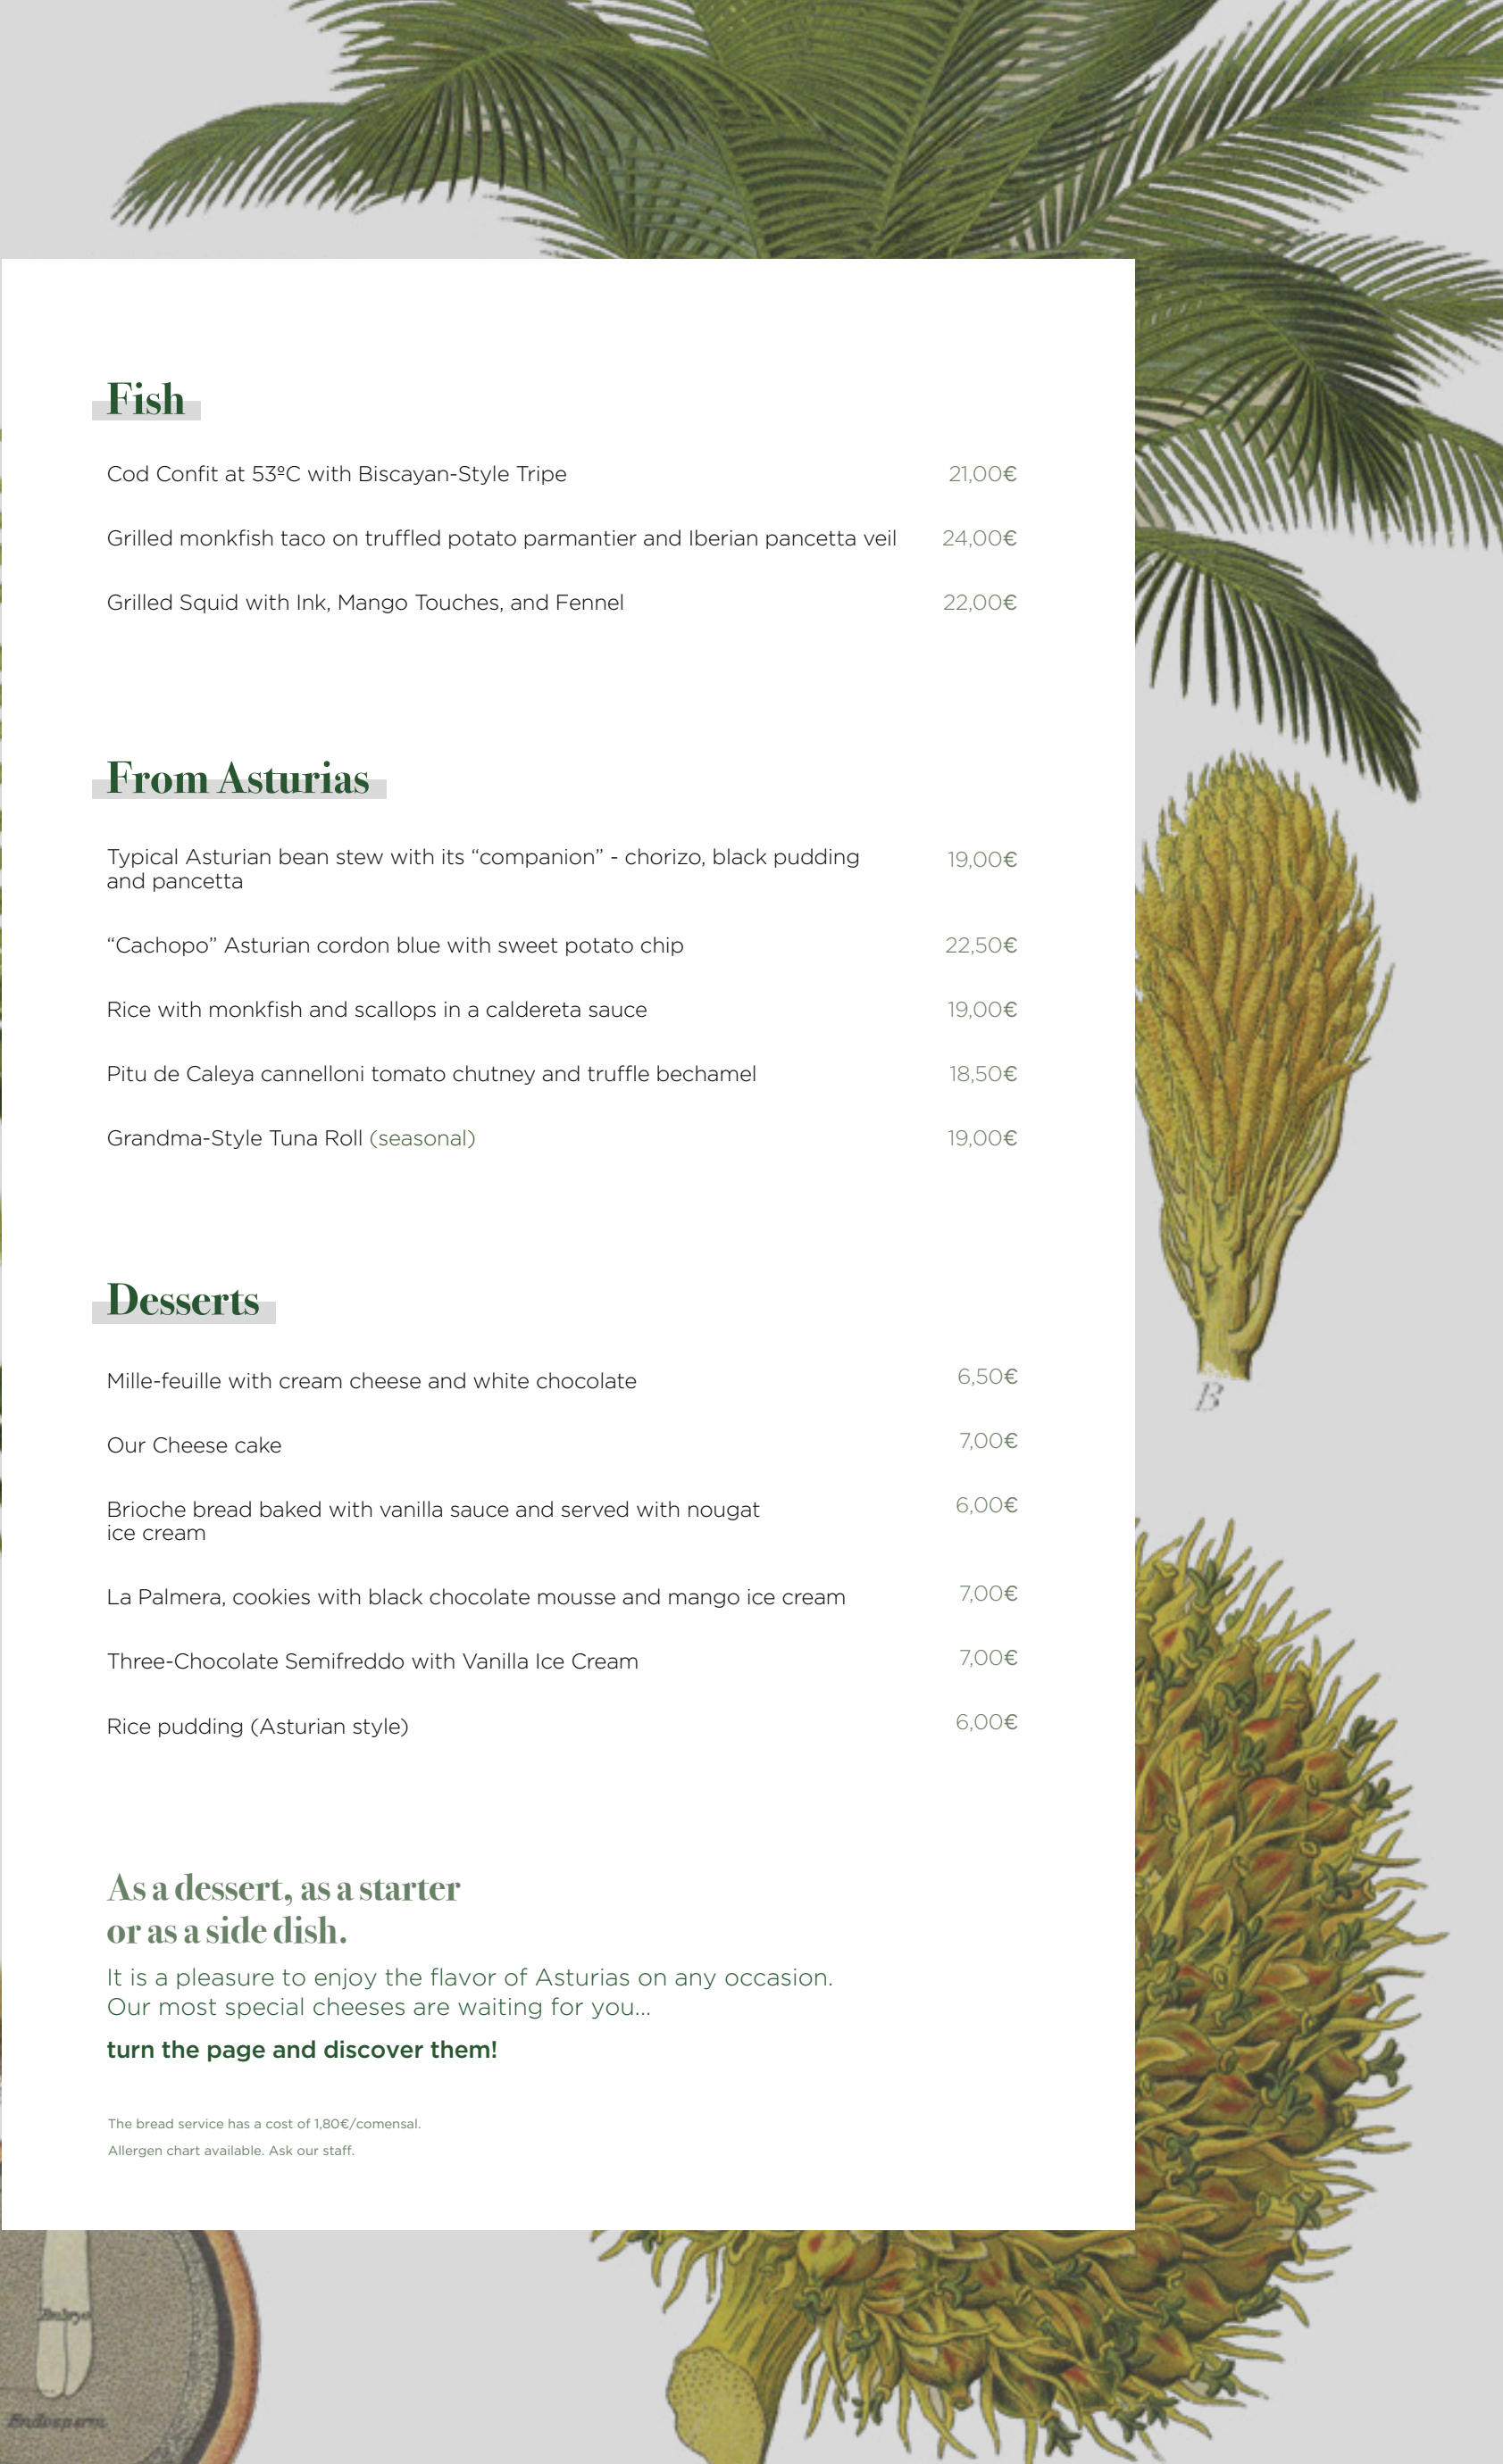 Fish
Cod Confit at 53ºC with Biscayan-Style Tripe 21,00€
Grilled monkfish taco on truffled potato parmantier and Iberian pancetta veil 24,00€
Grilled Squid with Ink, Mango Touches, and Fennel 22,00€
From Asturias
Typical Asturian bean stew with its “companion” - chorizo, black pudding 19,00€
and pancetta
“Cachopo” Asturian cordon blue with sweet potato chip 22,50€
Rice with monkfish and scallops in a caldereta sauce 19,00€
Pitu de Caleya cannelloni tomato chutney and truffle bechamel 18,50€
Grandma-Style Tuna Roll (seasonal) 19,00€
Desserts
Mille-feuille with cream cheese and white chocolate 6,50€
B
Our Cheese cake 7,00€
Brioche bread baked with vanilla sauce and served with nougat 6,00€
ice cream
La Palmera, cookies with black chocolate mousse and mango ice cream 7,00€
Three-Chocolate Semifreddo with Vanilla Ice Cream 7,00€
Rice pudding (Asturian style) 6,00€
As a dessert, as a starter
or as a side dish.
It is a pleasure to enjoy the flavor of Asturias on any occasion.
Our most special cheeses are waiting for you...
turn the page and discover them!
The bread service has a cost of 1,80€/comensal.
Allergen chart available. Ask our staff.
Embryo
Endosperm